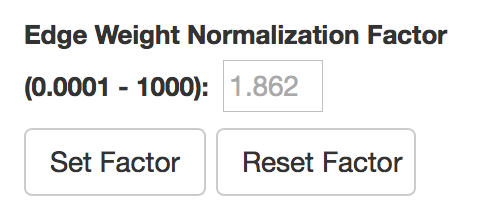 Edge Weight Normalization Factor
(0.0001 - 1000): 1.862
Set Factor Reset Factor